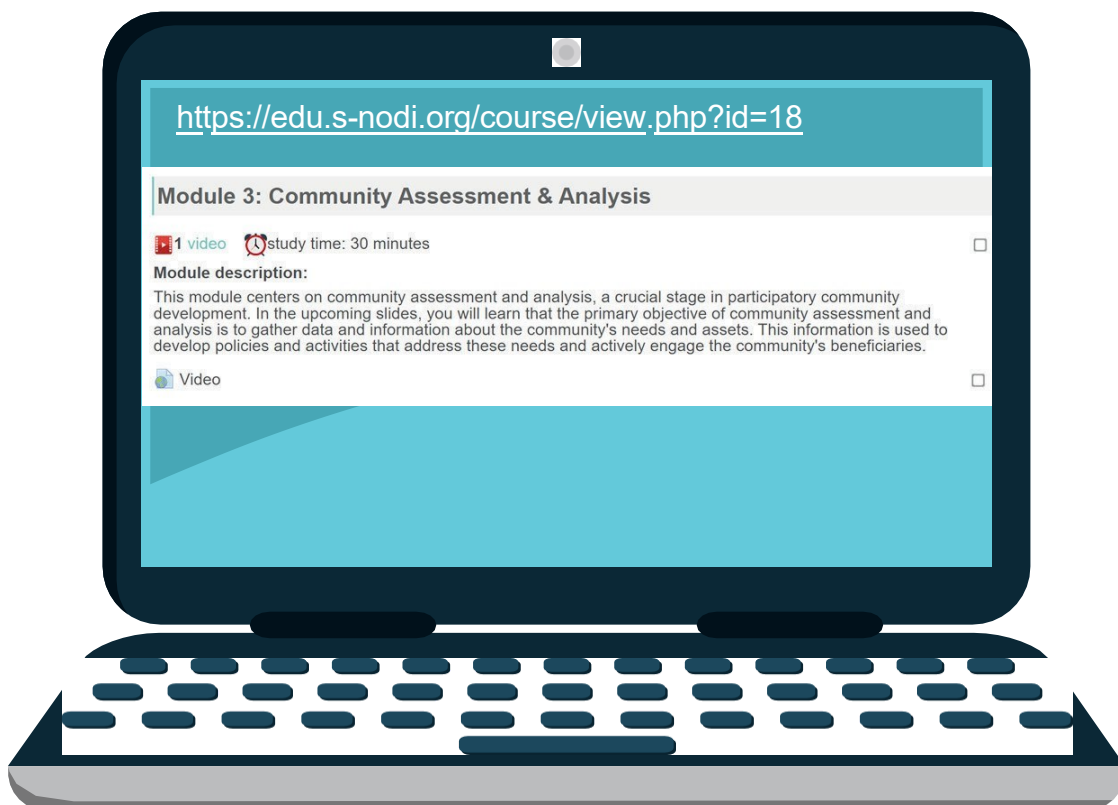 https://edu.s-nodi.org/course/view.php?id=18
Module 3: Community Assessment & Analysis
1 video study time: 30 minutes
Module description:
This module centers on community assessment and analysis, a crucial stage in participatory community
development. In the upcoming slides, you will learn that the primary objective of community assessment and
analysis is to gather data and information about the community's needs and assets. This information is used to
develop policies and activities that address these needs and actively engage the community's beneficiaries.
Video